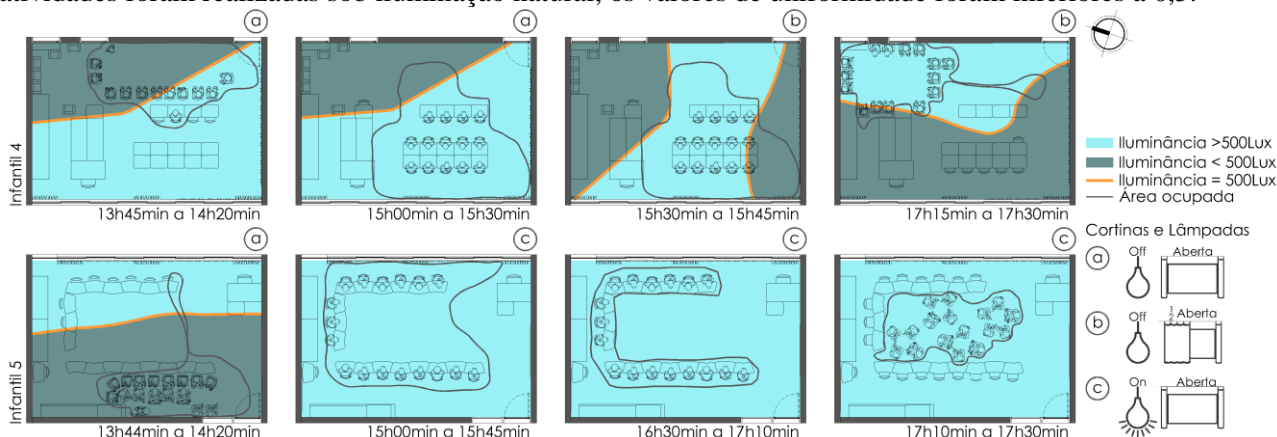 atividades foram realizadas sob iluminação natural, os valores de uniformidade foram inferiores a 0,5.
a
a
b
b
Infantil 4
13h45min a 14h20min
15h00min a 15h30min
15h30min a 15h45min
17h15min a 17h30min
Iluminância >500Lux
Iluminância < 500Lux
Iluminância = 500Lux
Área ocupada
a
c
c
c
Infantil 5
13h44min a 14h20min
15h00min a 15h45min
16h30min a 17h10min
17h10min a 17h30min
Cortinas e Lâmpadas
a Off Aberta
b Off ½ Aberta
c On Aberta